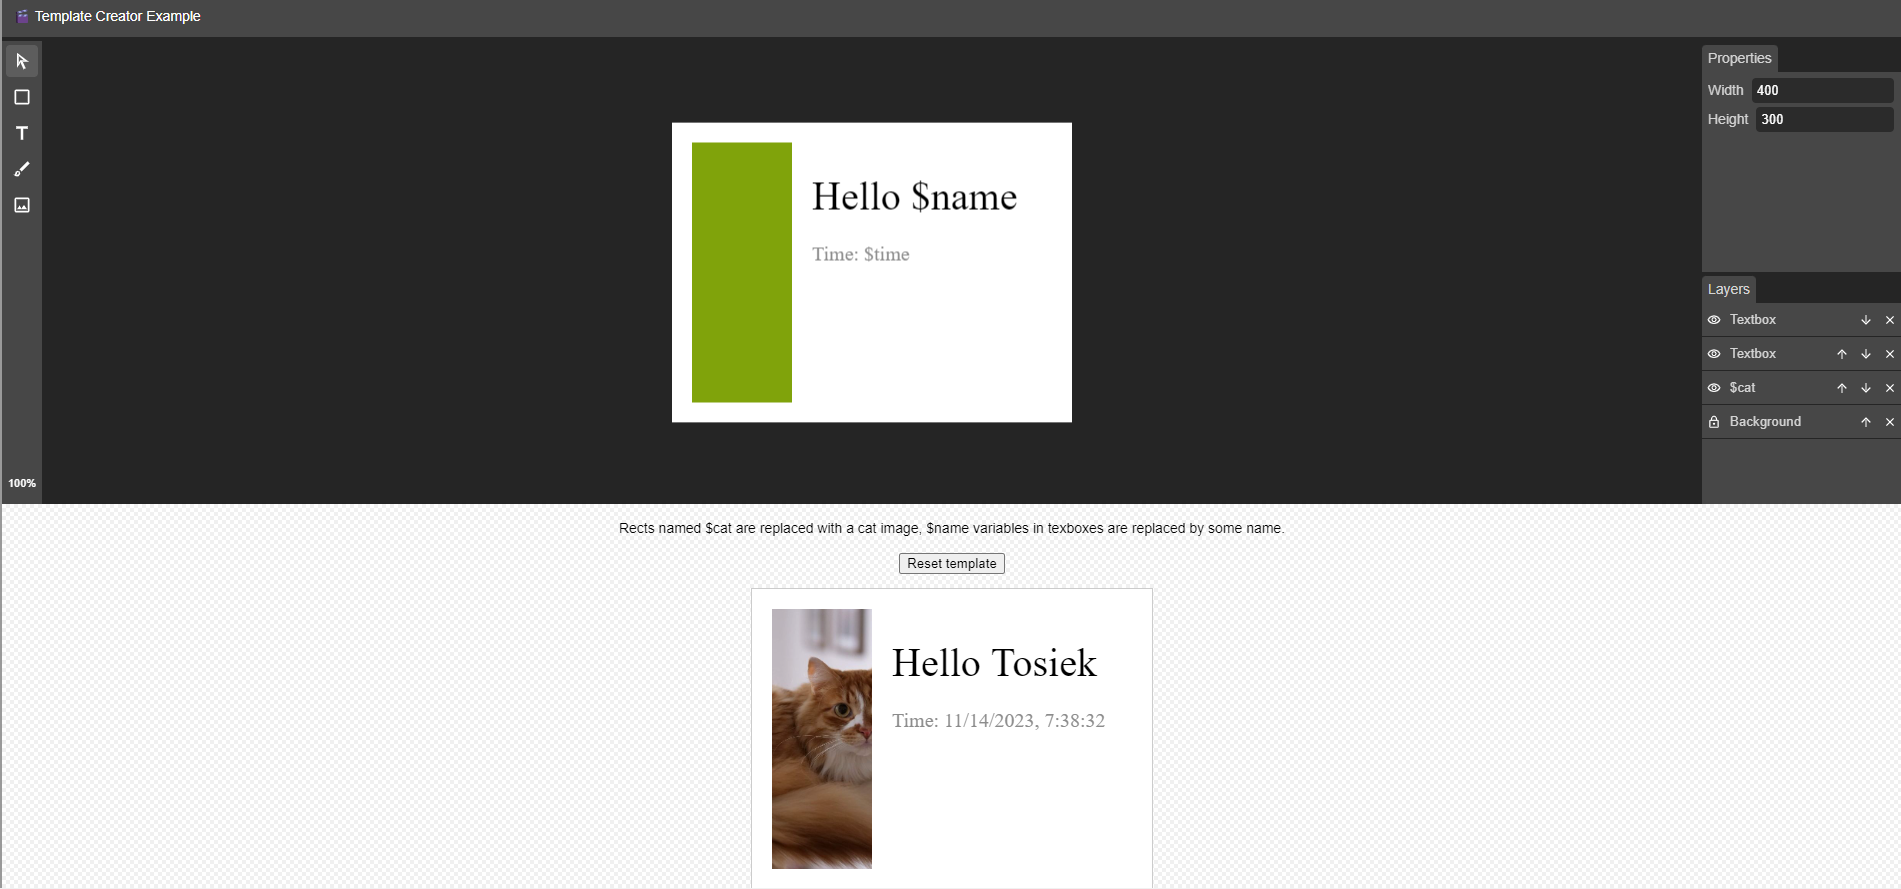 Template Creator Example
Properties
Width 400
Height 300
Hello $name
Time: $time
Layers
Textbox
Textbox
$cat
Background
100%
Rects named $cat are replaced with a cat image, $name variables in texboxes are replaced by some name.
Reset template
Hello Tosiek
Time: 11/14/2023, 7:38:32